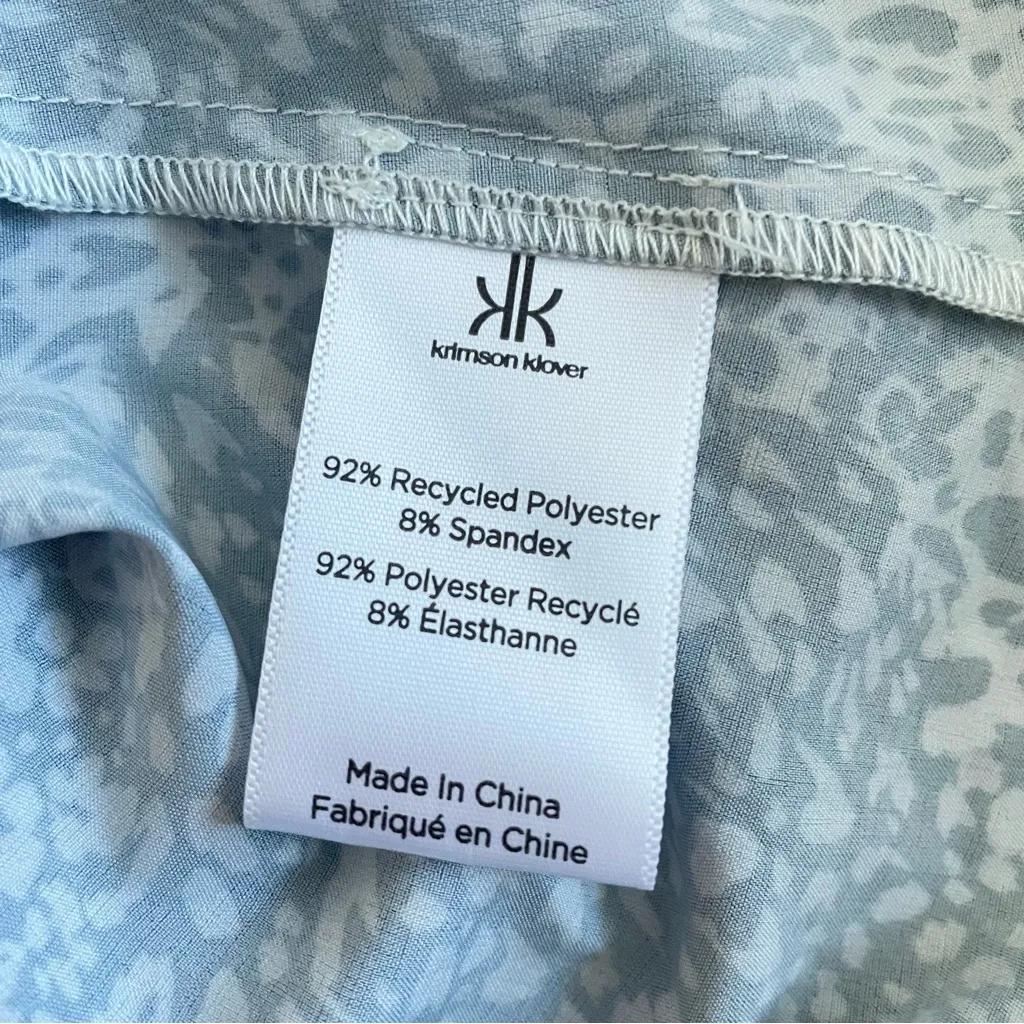 krimson klover
92% Recycled Polyester
8% Spandex
92% Polyester Recyclé
8% Élasthanne
Made In China
Fabriqué en Chine